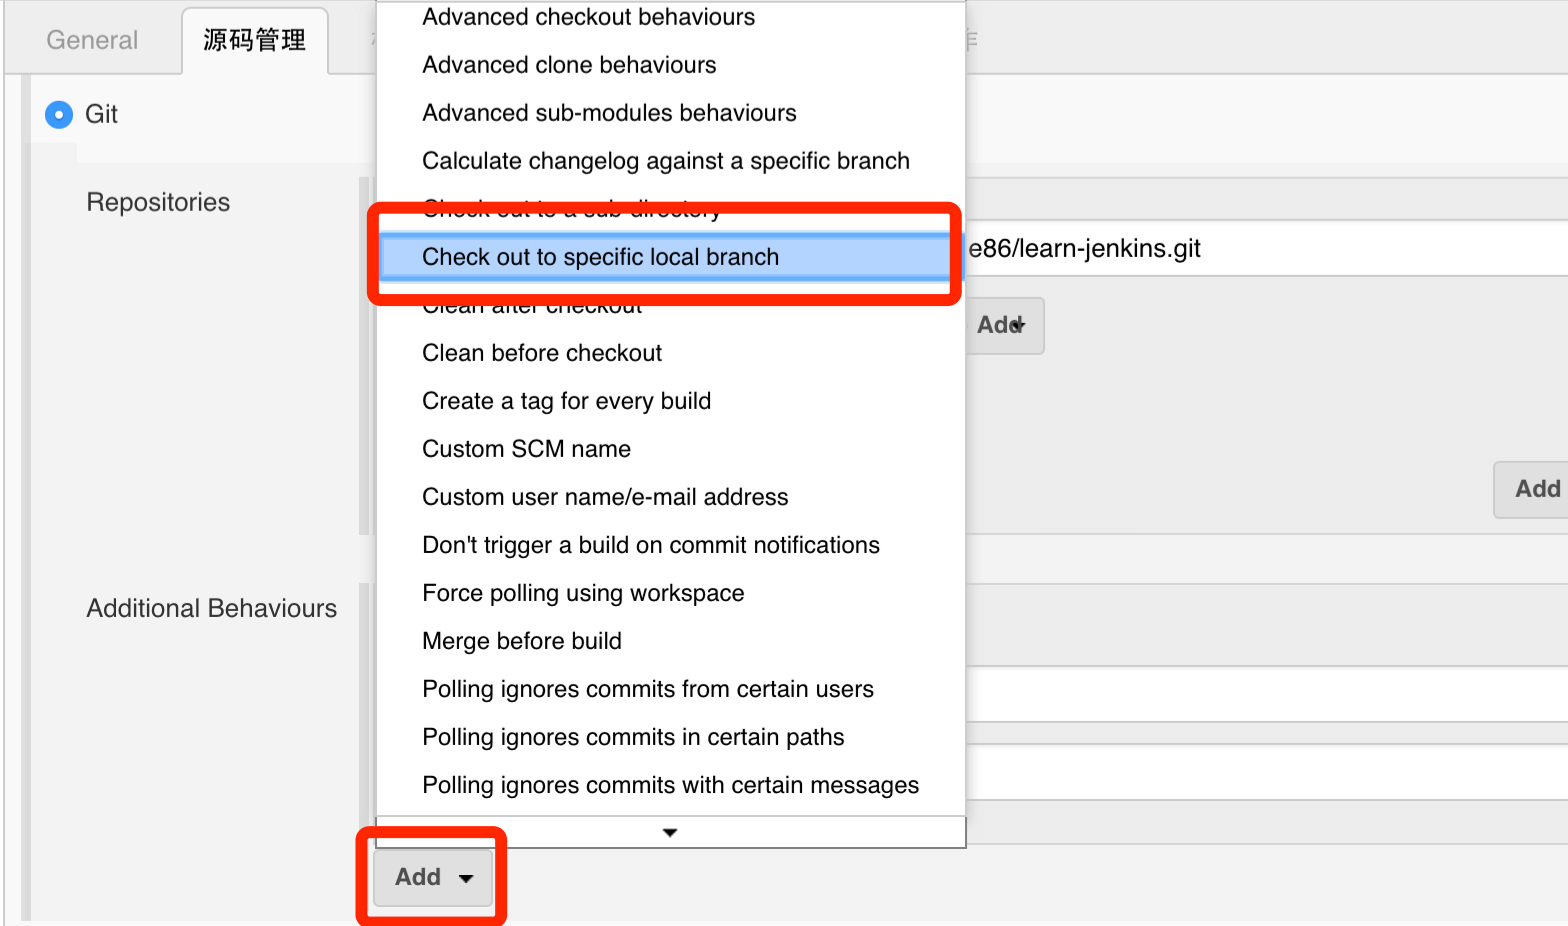 General
源码管理
作
Git
Repositories
e86/learn-jenkins.git
Add
Add
Additional Behaviours
Advanced checkout behaviours
Advanced clone behaviours
Advanced sub-modules behaviours
Calculate changelog against a specific branch
Check out to a sub-directory
Check out to specific local branch
Clean after checkout
Clean before checkout
Create a tag for every build
Custom SCM name
Custom user name/e-mail address
Don't trigger a build on commit notifications
Force polling using workspace
Merge before build
Polling ignores commits from certain users
Polling ignores commits in certain paths
Polling ignores commits with certain messages
Add